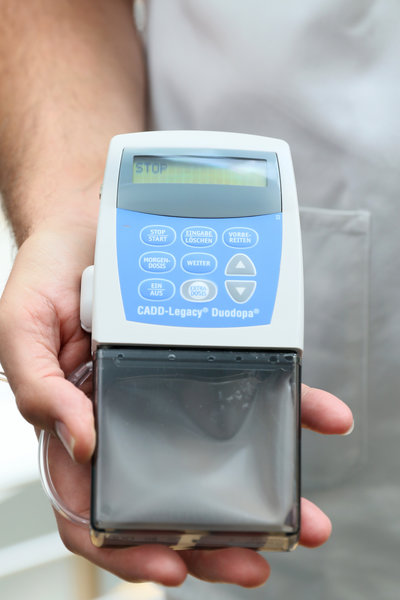 STOP
STOP
START
EINGABE
LÖSCHEN
VORBE-
REITEN
MORGEN-
DOSIS
WEITER
EIN
AUS
EXTRA
DOSIS
CADD-Legacy® Duodopa®